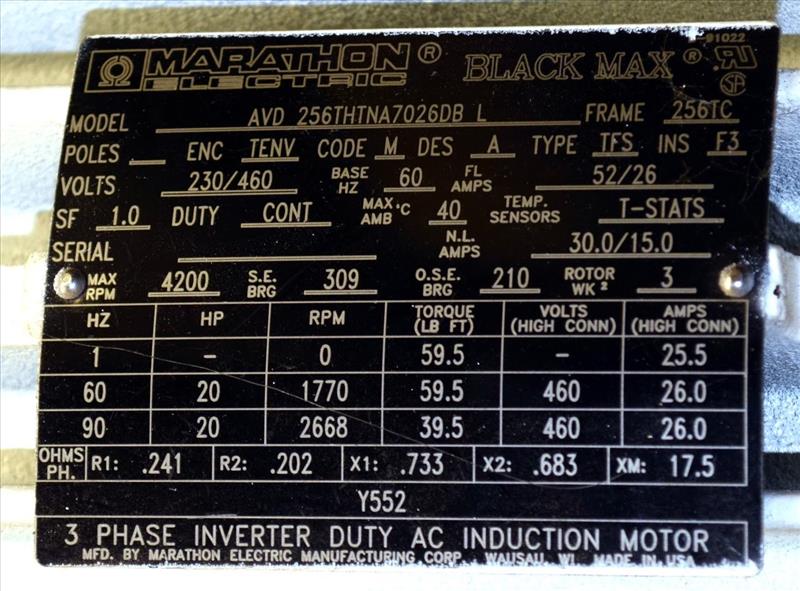 -91022
MARATHON® ELECTRIC BLACK MAX®
MODEL AVD 256THTNA7026DB L FRAME 256TC
POLES ENC TENV CODE M DES A TYPE TFS INS F3
VOLTS 230/460 BASE HZ 60 FL AMPS 52/26
SF 1.0 DUTY CONT MAX AMB °C 40 TEMP. SENSORS T-STATS
SERIAL N.L. AMPS 30.0/15.0
MAX RPM 4200 S.E. BRG 309 O.S.E. BRG 210 ROTOR WK² 3
HZ HP RPM TORQUE (LB FT) VOLTS (HIGH CONN) AMPS (HIGH CONN)
1 - 0 59.5 - 25.5
60 20 1770 59.5 460 26.0
90 20 2668 39.5 460 26.0
OHMS PH. R1: .241 R2: .202 X1: .733 X2: .683 XM: 17.5
Y552
3 PHASE INVERTER DUTY AC INDUCTION MOTOR
MFD. BY MARATHON ELECTRIC MANUFACTURING CORP. WAUSAU, WI. MADE IN USA